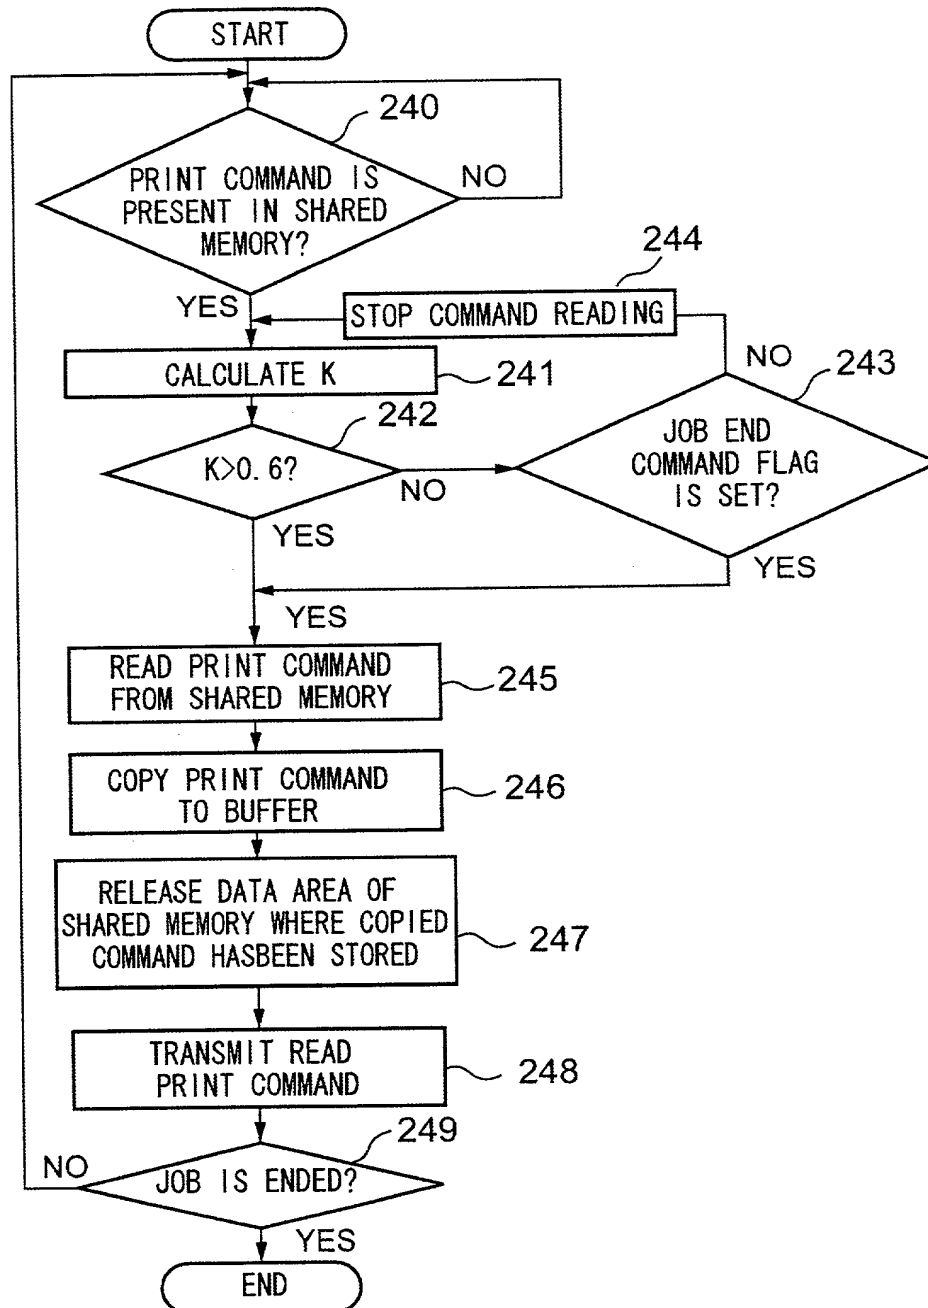 START
240
PRINT COMMAND IS
PRESENT IN SHARED
MEMORY?
NO
YES
244
STOP COMMAND READING
CALCULATE K
241
NO
243
242
K>0.6?
NO
JOB END
COMMAND FLAG
IS SET?
YES
YES
YES
READ PRINT COMMAND
FROM SHARED MEMORY
245
COPY PRINT COMMAND
TO BUFFER
246
RELEASE DATA AREA OF
SHARED MEMORY WHERE COPIED
COMMAND HASBEEN STORED
247
TRANSMIT READ
PRINT COMMAND
248
249
NO
JOB IS ENDED?
YES
END